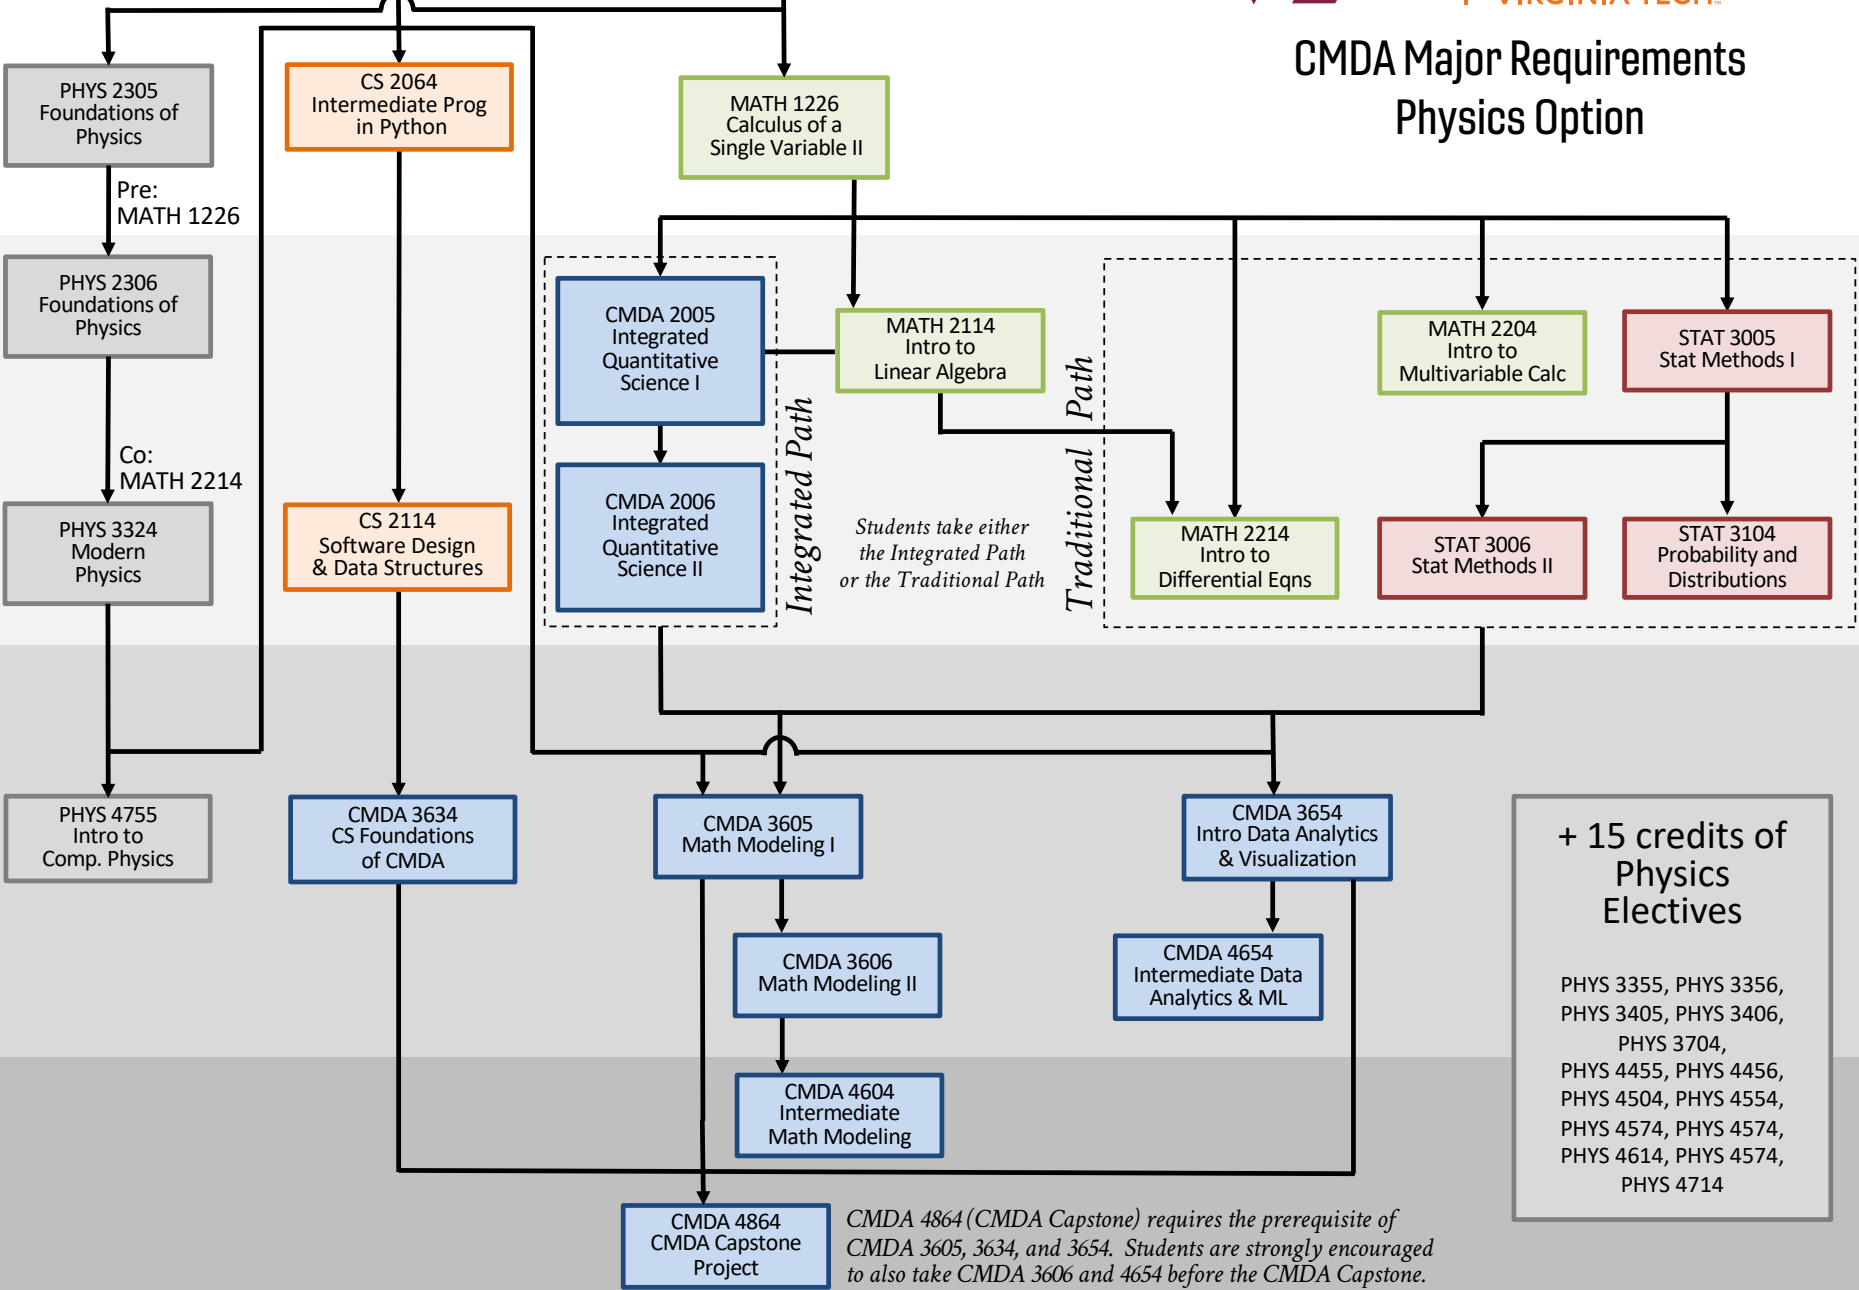 VIRGINIA TECH
CMDA Major Requirements
Physics Option
PHYS 2305
Foundations of
Physics
CS 2064
Intermediate Prog
in Python
MATH 1226
Calculus of a
Single Variable II
Pre:
MATH 1226
PHYS 2306
Foundations of
Physics
CMDA 2005
Integrated
Quantitative
Science I
MATH 2114
Intro to
Linear Algebra
MATH 2204
Intro to
Multivariable Calc
STAT 3005
Stat Methods I
Integrated Path
Traditional Path
Co:
MATH 2214
PHYS 3324
Modern
Physics
CS 2114
Software Design
& Data Structures
CMDA 2006
Integrated
Quantitative
Science II
Students take either
the Integrated Path
or the Traditional Path
MATH 2214
Intro to
Differential Eqns
STAT 3006
Stat Methods II
STAT 3104
Probability and
Distributions
PHYS 4755
Intro to
Comp. Physics
CMDA 3634
CS Foundations
of CMDA
CMDA 3605
Math Modeling I
CMDA 3654
Intro Data Analytics
& Visualization
+ 15 credits of
Physics
Electives
PHYS 3355, PHYS 3356,
PHYS 3405, PHYS 3406,
PHYS 3704,
PHYS 4455, PHYS 4456,
PHYS 4504, PHYS 4554,
PHYS 4574, PHYS 4574,
PHYS 4614, PHYS 4574,
PHYS 4714
CMDA 3606
Math Modeling II
CMDA 4654
Intermediate Data
Analytics & ML
CMDA 4604
Intermediate
Math Modeling
CMDA 4864
CMDA Capstone
Project
CMDA 4864 (CMDA Capstone) requires the prerequisite of
CMDA 3605, 3634, and 3654. Students are strongly encouraged
to also take CMDA 3606 and 4654 before the CMDA Capstone.